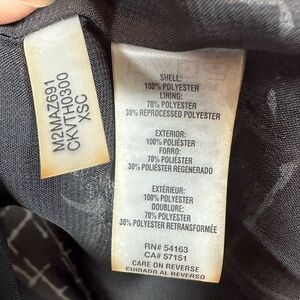 M2NAZ691
CKVTH0300
XSC
SHELL:
100% POLYESTER
LINING:
70% POLYESTER
30% REPROCESSED POLYESTER
EXTERIOR:
100% POLIÉSTER
FORRO:
70% POLIÉSTER
30% POLIÉSTER REGENERADO
EXTÉRIEUR:
100% POLYESTER
DOUBLURE:
70% POLYESTER
30% POLYESTER RETRANSFORMÉE
RN# 54163
CA# 57151
CARE ON REVERSE
CUIDADO AL REVERSO